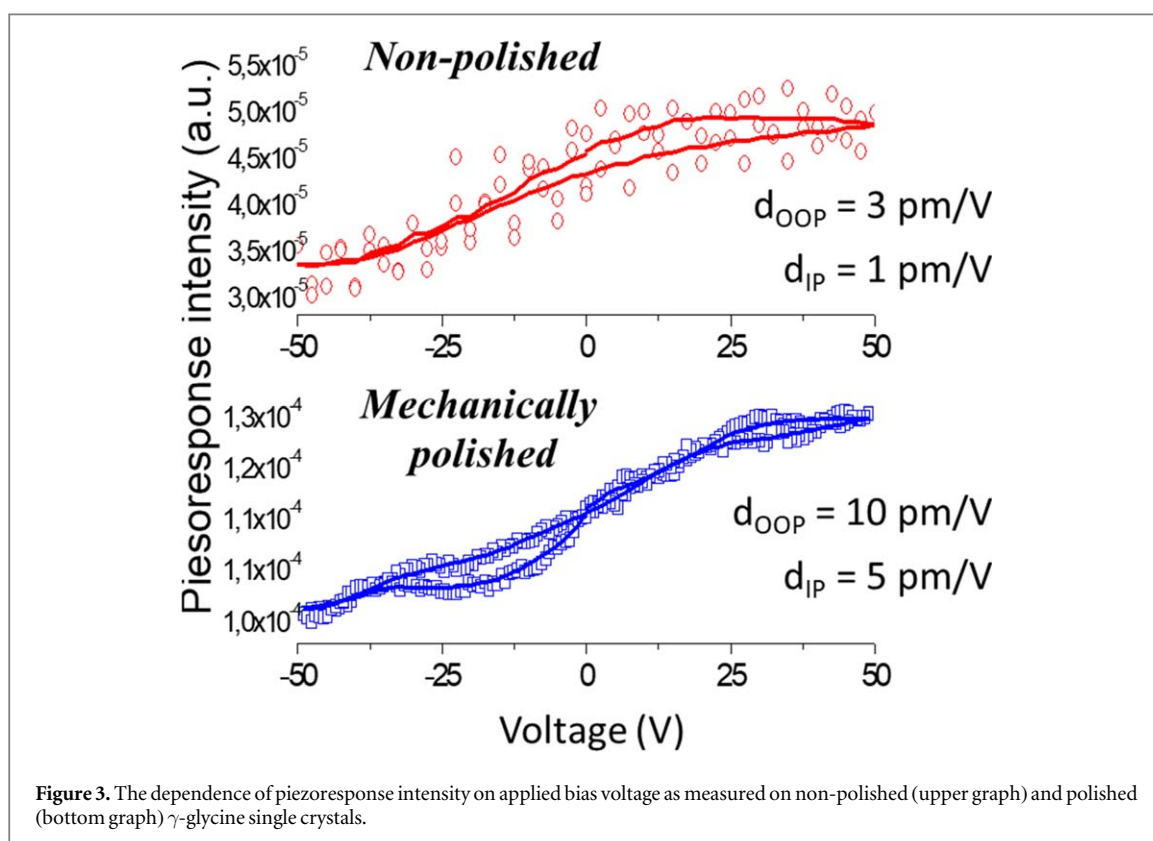 Piesoresponse intensity (a.u.)
Non-polished
5,5x10⁻⁵
5,0x10⁻⁵
4,5x10⁻⁵
4,0x10⁻⁵
3,5x10⁻⁵
3,0x10⁻⁵
d_OOP = 3 pm/V
d_IP = 1 pm/V
-50 -25 0 25 50
Mechanically
polished
1,3x10⁻⁴
1,2x10⁻⁴
1,1x10⁻⁴
1,1x10⁻⁴
1,0x10⁻⁴
d_OOP = 10 pm/V
d_IP = 5 pm/V
-50 -25 0 25 50
Voltage (V)
Figure 3. The dependence of piezoresponse intensity on applied bias voltage as measured on non-polished (upper graph) and polished
(bottom graph) γ-glycine single crystals.